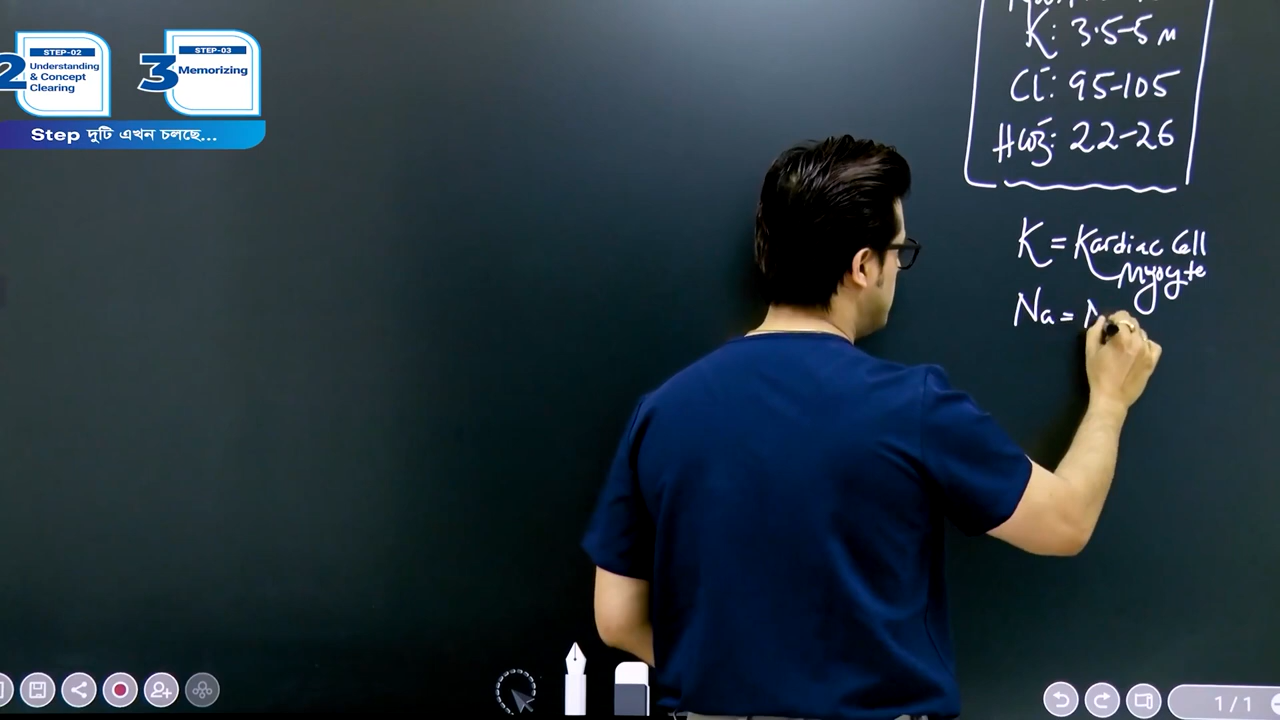 2
STEP-02
Understanding
& Concept
Clearing
3
STEP-03
Memorizing
Step দুটি এখন চলছে...
K: 3.5-5 m
Cl⁻: 95-105
HCO₃⁻: 22-26
K = Kardiac Cell
Myocyte
Na = N
1/1